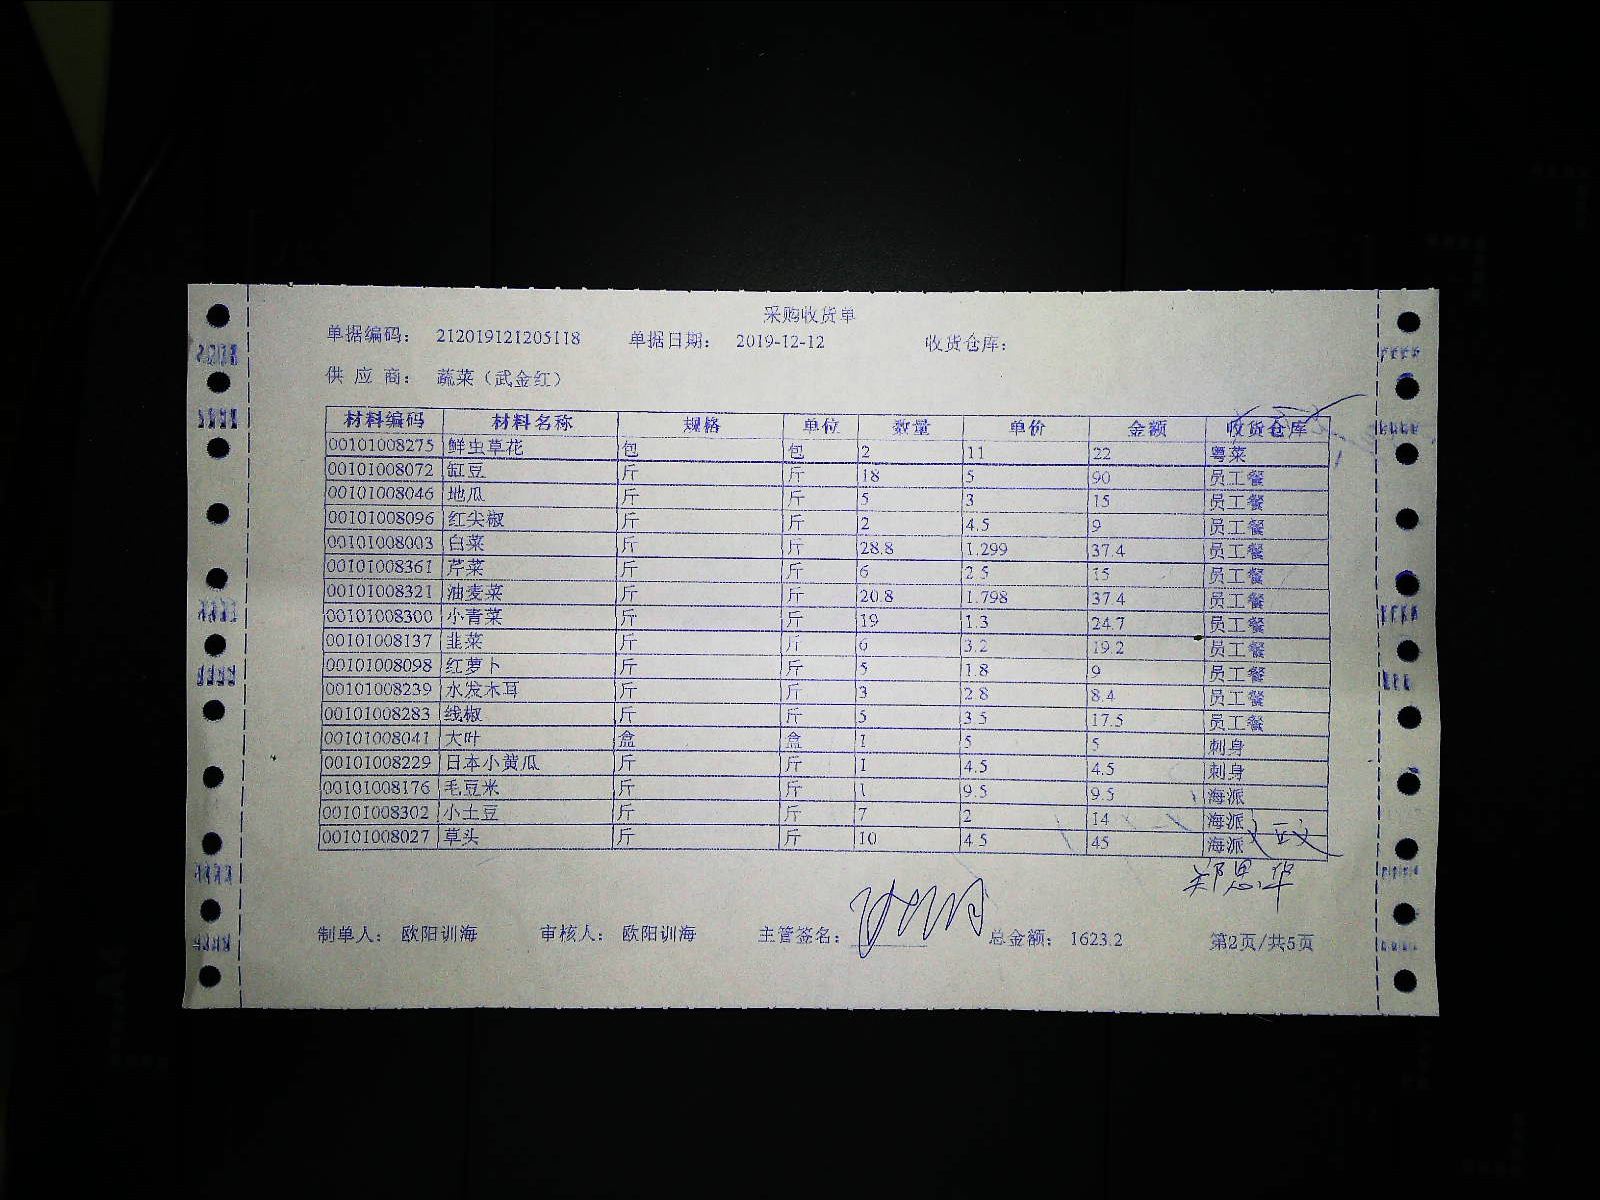 采购收货单
单据编码： 212019121205118 单据日期： 2019-12-12 收货仓库：
供 应 商： 蔬菜（武金红）
材料编码 材料名称 规格 单位 数量 单价 金额 收货仓库
00101008275 鲜虫草花 包 包 2 11 22 粤菜
00101008072 缸豆 斤 斤 18 5 90 员工餐
00101008046 地瓜 斤 斤 5 3 15 员工餐
00101008096 红尖椒 斤 斤 2 4.5 9 员工餐
00101008003 白菜 斤 斤 28.8 1.299 37.4 员工餐
00101008361 芹菜 斤 斤 6 2.5 15 员工餐
00101008321 油麦菜 斤 斤 20.8 1.798 37.4 员工餐
00101008300 小青菜 斤 斤 19 1.3 24.7 员工餐
00101008137 韭菜 斤 斤 6 3.2 19.2 员工餐
00101008098 红萝卜 斤 斤 5 1.8 9 员工餐
00101008239 水发木耳 斤 斤 3 2.8 8.4 员工餐
00101008283 线椒 斤 斤 5 3.5 17.5 员工餐
00101008041 大叶 盒 盒 1 5 5 刺身
00101008229 日本小黄瓜 斤 斤 1 4.5 4.5 刺身
00101008176 毛豆米 斤 斤 1 9.5 9.5 海派
00101008302 小土豆 斤 斤 7 2 14 海派
00101008027 草头 斤 斤 10 4.5 45 海派
郑思华
制单人： 欧阳训海 审核人： 欧阳训海 主管签名： 总金额： 1623.2 第2页/共5页